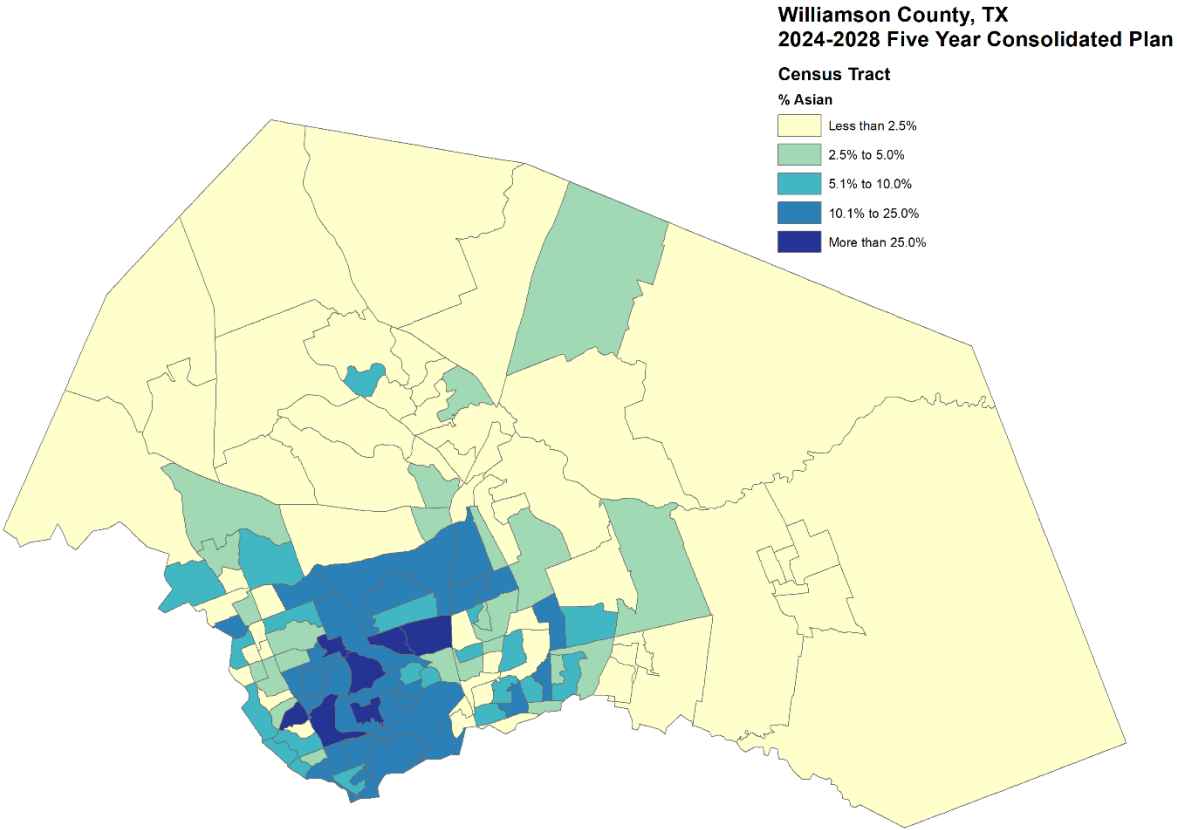 Williamson County, TX
2024-2028 Five Year Consolidated Plan
Census Tract
% Asian
Less than 2.5%
2.5% to 5.0%
5.1% to 10.0%
10.1% to 25.0%
More than 25.0%